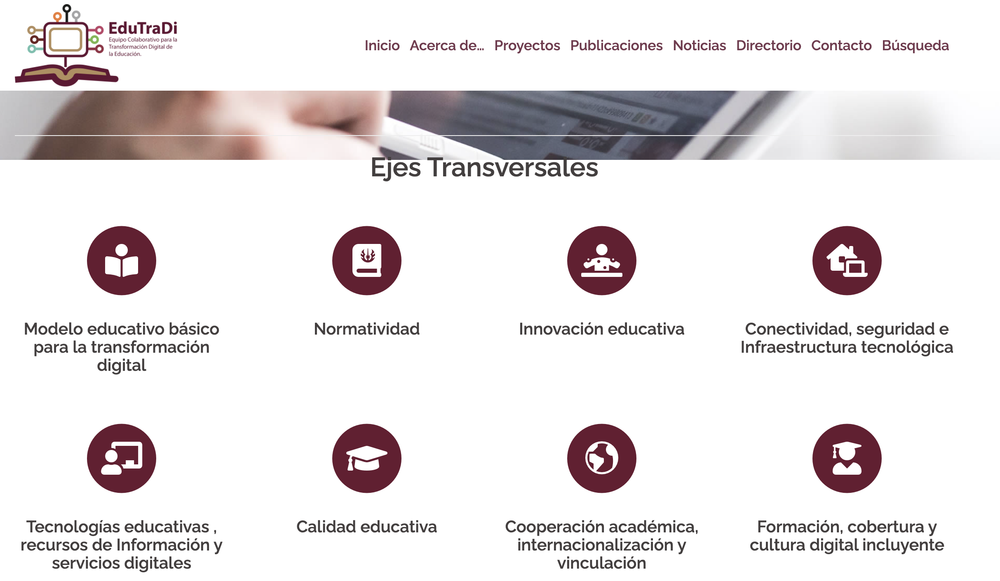 EduTraDi
Equipo Colaborativo para la
Transformación Digital de
la Educación.
Inicio Acerca de... Proyectos Publicaciones Noticias Directorio Contacto Búsqueda
Ejes Transversales
Modelo educativo básico
para la transformación
digital
Normatividad
Innovación educativa
Conectividad, seguridad e
Infraestructura tecnológica
Tecnologías educativas ,
recursos de Información y
servicios digitales
Calidad educativa
Cooperación académica,
internacionalización y
vinculación
Formación, cobertura y
cultura digital incluyente